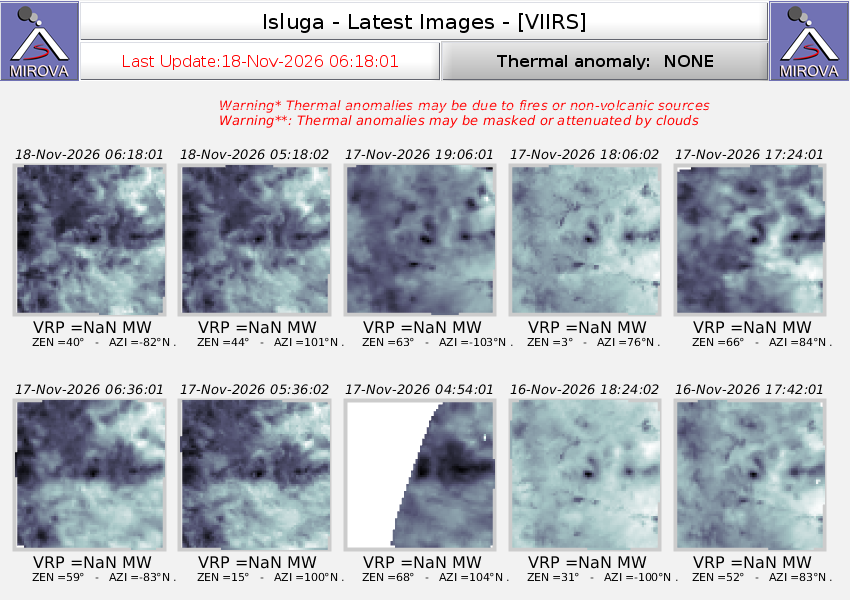 MIROVA
Isluga - Latest Images - [VIIRS]
MIROVA
Last Update:18-Nov-2026 06:18:01
Thermal anomaly: NONE
Warning* Thermal anomalies may be due to fires or non-volcanic sources
Warning**: Thermal anomalies may be masked or attenuated by clouds
18-Nov-2026 06:18:01
18-Nov-2026 05:18:02
17-Nov-2026 19:06:01
17-Nov-2026 18:06:02
17-Nov-2026 17:24:01
VRP =NaN MW
VRP =NaN MW
VRP =NaN MW
VRP =NaN MW
VRP =NaN MW
ZEN =40° - AZI =-82°N .
ZEN =44° - AZI =101°N .
ZEN =63° - AZI =-103°N .
ZEN =3° - AZI =76°N .
ZEN =66° - AZI =84°N .
17-Nov-2026 06:36:01
17-Nov-2026 05:36:02
17-Nov-2026 04:54:01
16-Nov-2026 18:24:02
16-Nov-2026 17:42:01
VRP =NaN MW
VRP =NaN MW
VRP =NaN MW
VRP =NaN MW
VRP =NaN MW
ZEN =59° - AZI =-83°N .
ZEN =15° - AZI =100°N .
ZEN =68° - AZI =104°N .
ZEN =31° - AZI =-100°N .
ZEN =52° - AZI =83°N .